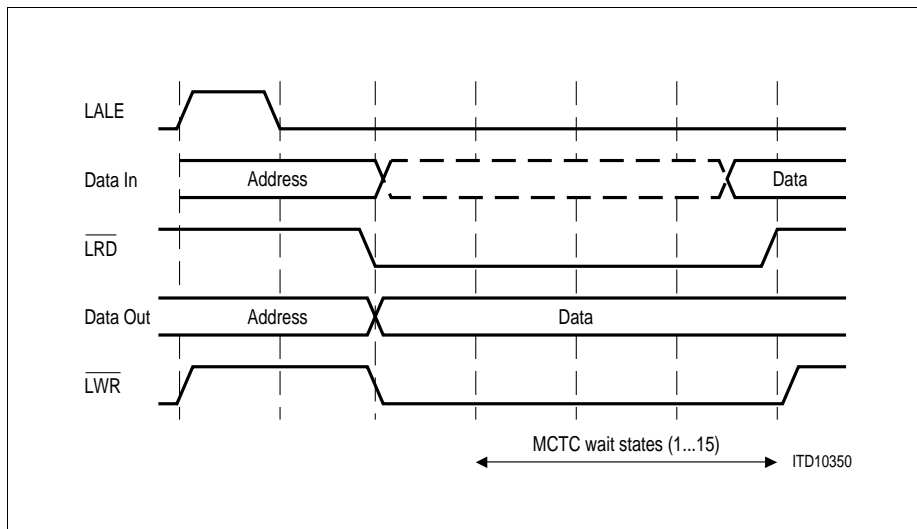 LALE
Data In Address Data
LRD
Data Out Address Data
LWR
MCTC wait states (1...15)
ITD10350